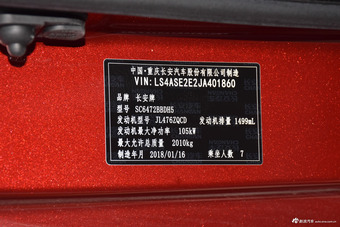 中国·重庆长安汽车股份有限公司制造
VIN: LS4ASE2E2JA401860
品牌 长安牌
型号 SC6472BBDH5
发动机型号 JL476ZQCD 发动机排量 1499mL
发动机最大净功率 105kW
最大允许总质量 2010kg
制造年月 2018/01/16 乘坐人数 7